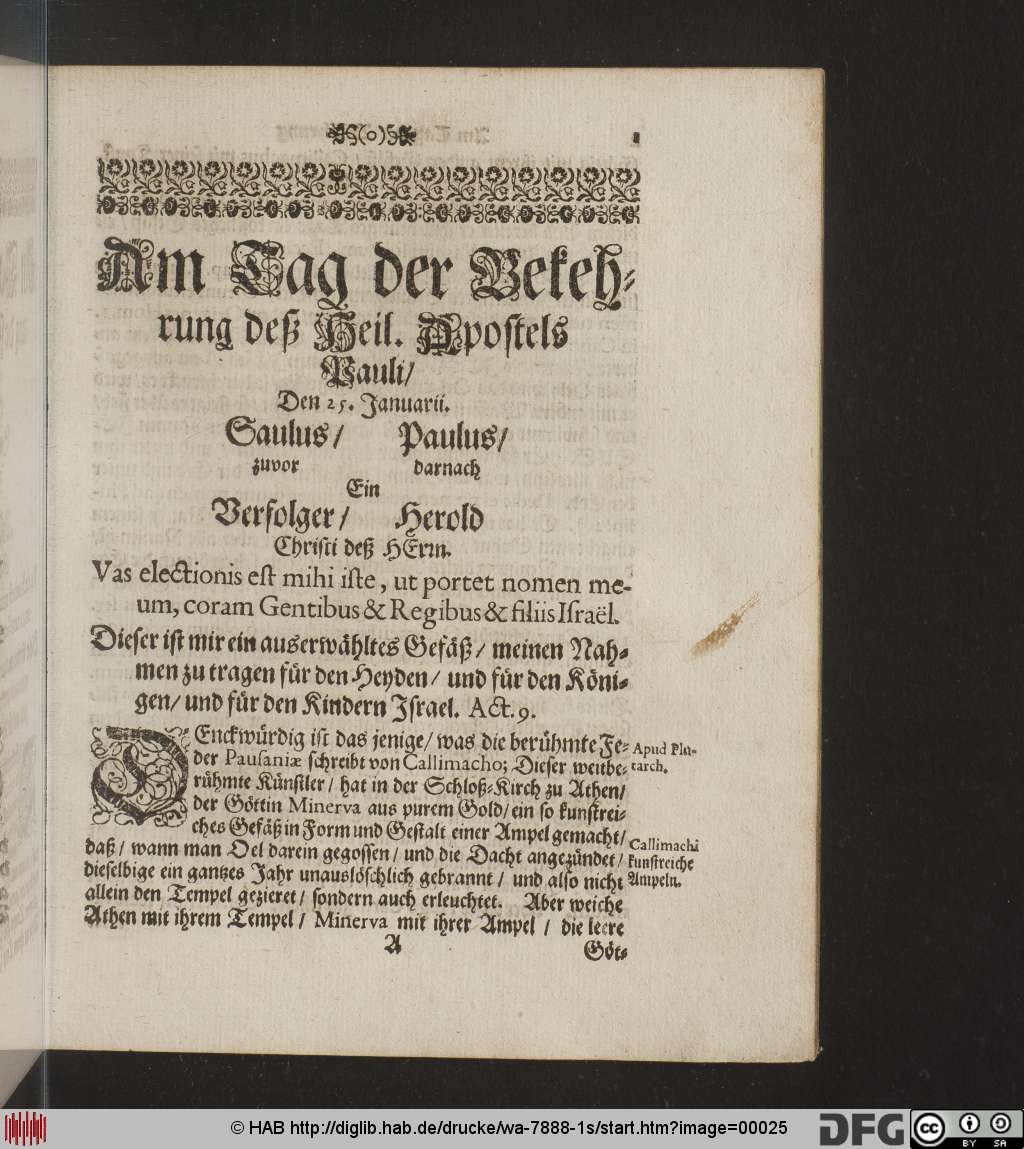 (o) 1
Am Tag der Bekeh-
rung deß Heil. Apostels
Pauli/
Den 25. Januarii.
Saulus/ Paulus/
zuvor darnach
Ein
Verfolger/ Herold
Christi deß HErrn.
Vas electionis est mihi iste, ut portet nomen me-
um, coram Gentibus & Regibus & filiis Israël.
Dieser ist mir ein auserwähltes Gefäß/ meinen Nah-
men zu tragen für den Heyden/ und für den Köni-
gen/ und für den Kindern Israel. Act. 9.
DEnckwürdig ist das jenige/ was die berühmte Fe-
der Pausaniæ schreibt von Callimacho; Dieser weitbe-
rühmte Künstler/ hat in der Schloß-Kirch zu Athen/
der Göttin Minerva aus purem Gold/ ein so kunstrei-
ches Gefäß in Form und Gestalt einer Ampel gemacht/
daß/ wann man Oel darein gegossen/ und die Dacht angezündet/
dieselbige ein gantzes Jahr unauslöschlich gebrannt/ und also nicht
allein den Tempel gezieret/ sondern auch erleuchtet. Aber weiche
Athen mit ihrem Tempel/ Minerva mit ihrer Ampel/ die leere
A Göt-
Apud Plu-
tarch.
Callimachi
kunstreiche
Ampeln.
© HAB http://diglib.hab.de/drucke/wa-7888-1s/start.htm?image=00025
DFG
cc
BY SA